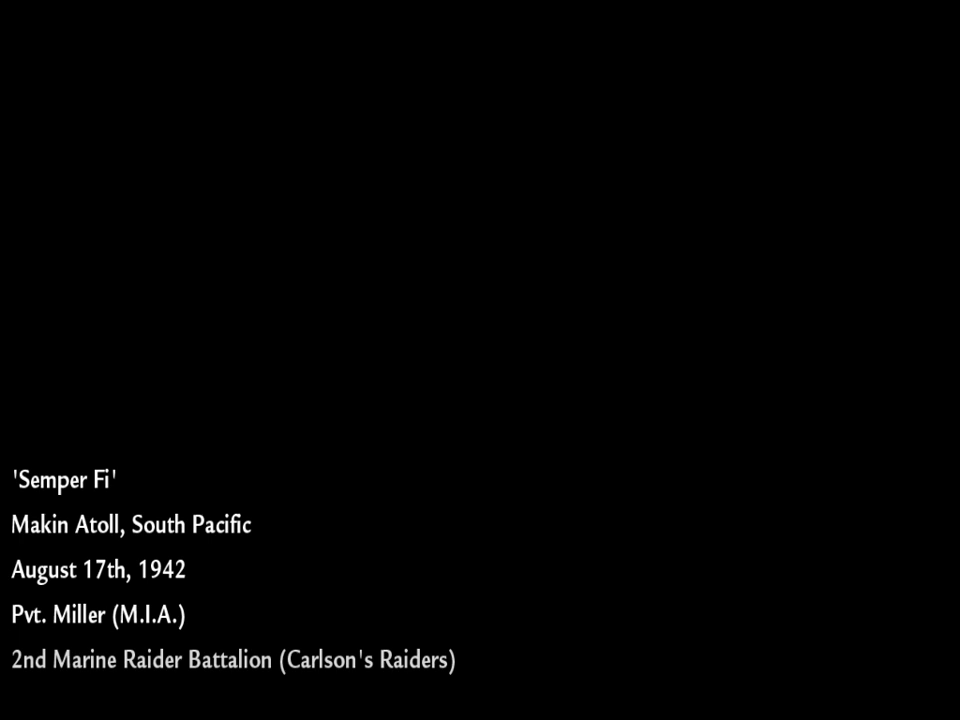 'Semper Fi'
Makin Atoll, South Pacific
August 17th, 1942
Pvt. Miller (M.I.A.)
2nd Marine Raider Battalion (Carlson's Raiders)